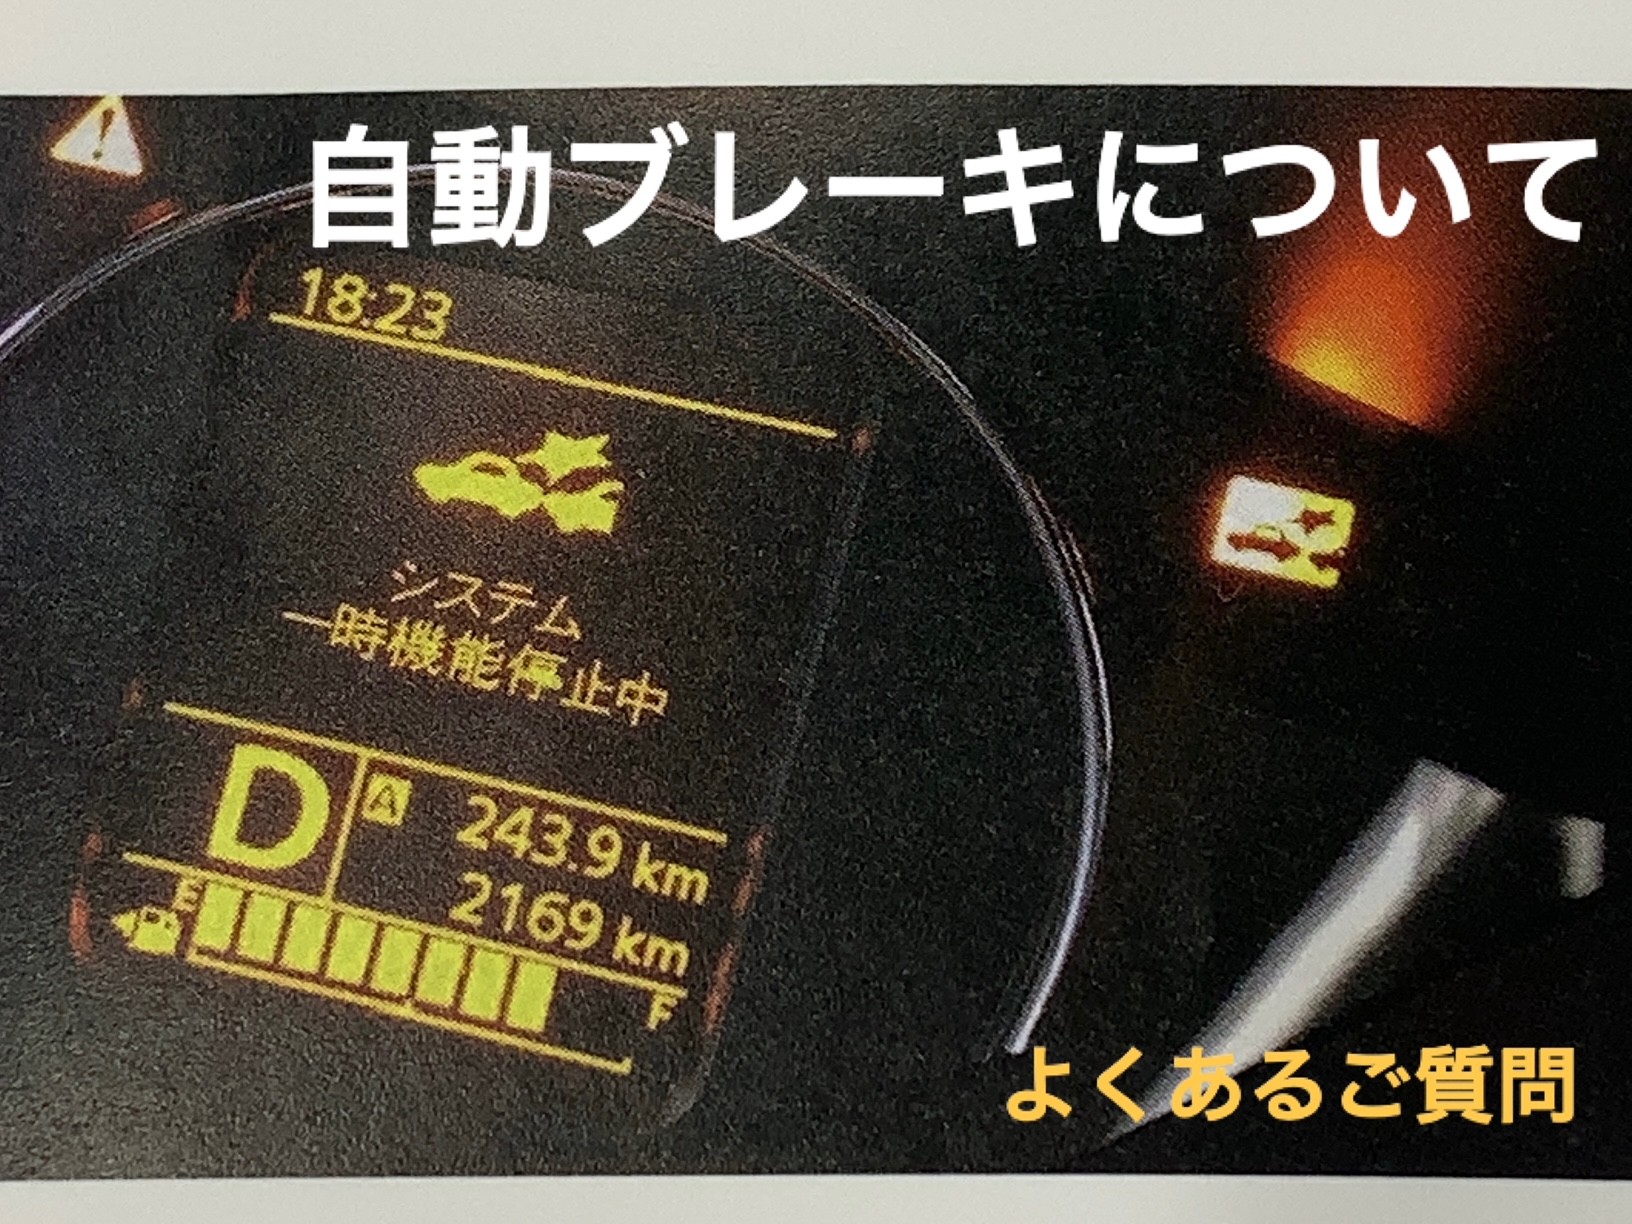 自動ブレーキについて
18:23
システム
一時機能停止中
D
A 243.9 km
2169 km
E F
よくあるご質問